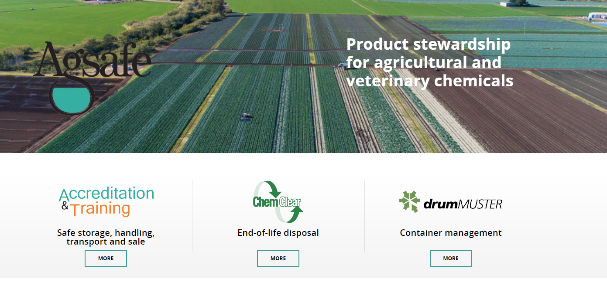 Agsafe
Product stewardship
for agricultural and
veterinary chemicals
Accreditation
& Training
ChemClear
drumMUSTER
Safe storage, handling,
transport and sale
End-of-life disposal
Container management
MORE
MORE
MORE